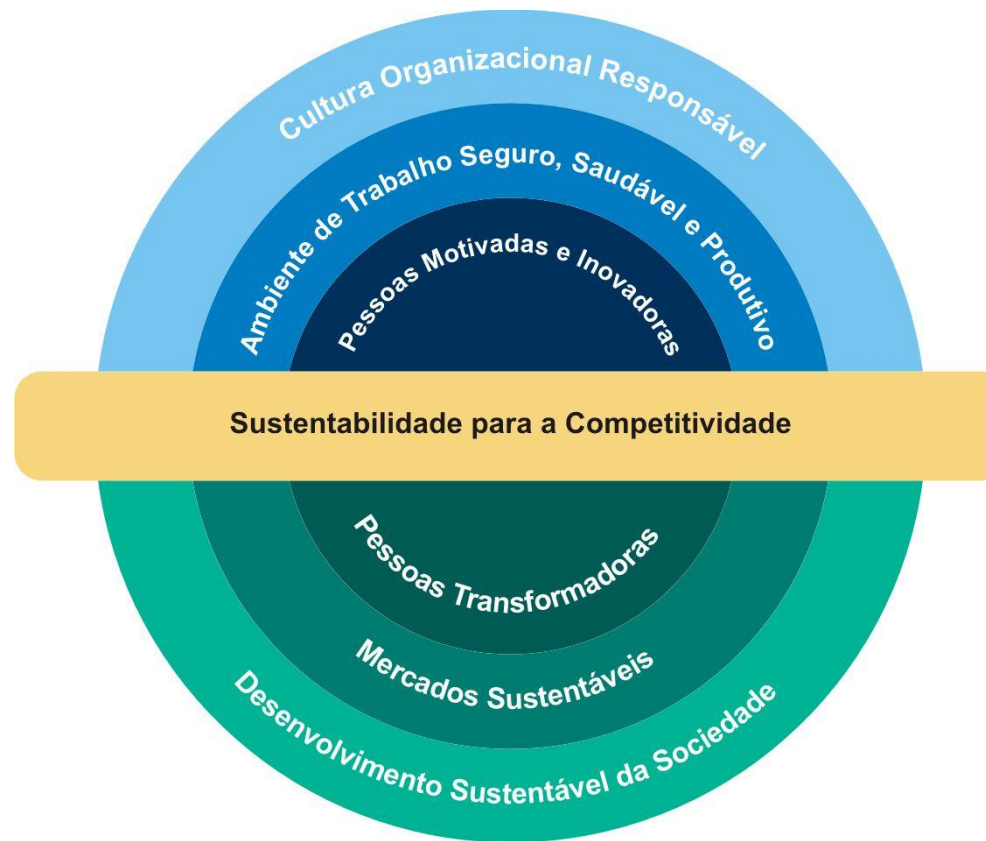 Cultura Organizacional Responsável
Ambiente de Trabalho Seguro, Saudável e Produtivo
Pessoas Motivadas e Inovadoras
Sustentabilidade para a Competitividade
Pessoas Transformadoras
Mercados Sustentáveis
Desenvolvimento Sustentável da Sociedade